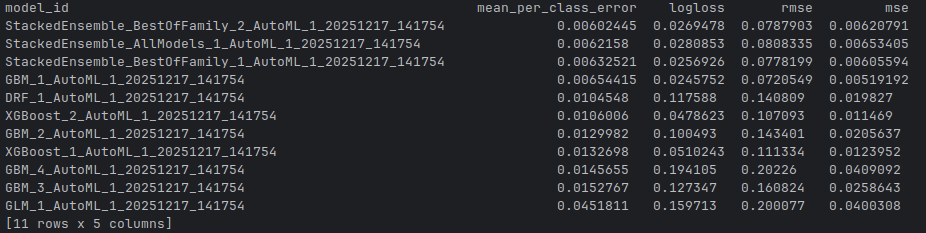 model_id mean_per_class_error logloss rmse mse
StackedEnsemble_BestOfFamily_2_AutoML_1_20251217_141754 0.00602445 0.0269478 0.0787903 0.00620791
StackedEnsemble_AllModels_1_AutoML_1_20251217_141754 0.0062158 0.0280853 0.0808335 0.00653405
StackedEnsemble_BestOfFamily_1_AutoML_1_20251217_141754 0.00632521 0.0256926 0.0778199 0.00605594
GBM_1_AutoML_1_20251217_141754 0.00654415 0.0245752 0.0720549 0.00519192
DRF_1_AutoML_1_20251217_141754 0.0104548 0.117588 0.140809 0.019827
XGBoost_2_AutoML_1_20251217_141754 0.0106006 0.0478623 0.107093 0.011469
GBM_2_AutoML_1_20251217_141754 0.0129982 0.100493 0.143401 0.0205637
XGBoost_1_AutoML_1_20251217_141754 0.0132698 0.0510243 0.111334 0.0123952
GBM_4_AutoML_1_20251217_141754 0.0145655 0.194105 0.20226 0.0409092
GBM_3_AutoML_1_20251217_141754 0.0152767 0.127347 0.160824 0.0258643
GLM_1_AutoML_1_20251217_141754 0.0451811 0.159713 0.200077 0.0400308
[11 rows x 5 columns]